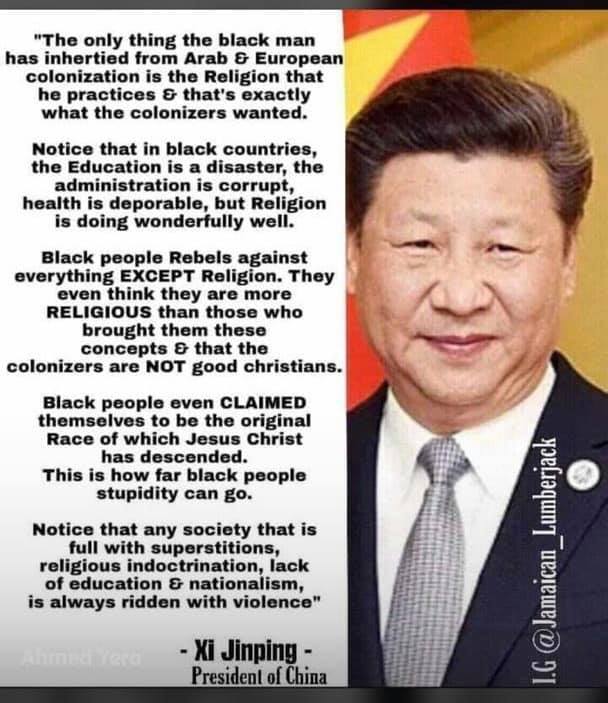 "The only thing the black man
has inhertied from Arab & European
colonization is the Religion that
he practices & that's exactly
what the colonizers wanted.
Notice that in black countries,
the Education is a disaster, the
administration is corrupt,
health is deporable, but Religion
is doing wonderfully well.
Black people Rebels against
everything EXCEPT Religion. They
even think they are more
RELIGIOUS than those who
brought them these
concepts & that the
colonizers are NOT good christians.
Black people even CLAIMED
themselves to be the original
Race of which Jesus Christ
has descended.
This is how far black people
stupidity can go.
Notice that any society that is
full with superstitions,
religious indoctrination, lack
of education & nationalism,
is always ridden with violence"
- Xi Jinping -
President of China
Ahmed Yero
I.G @Jamaican_Lumberjack